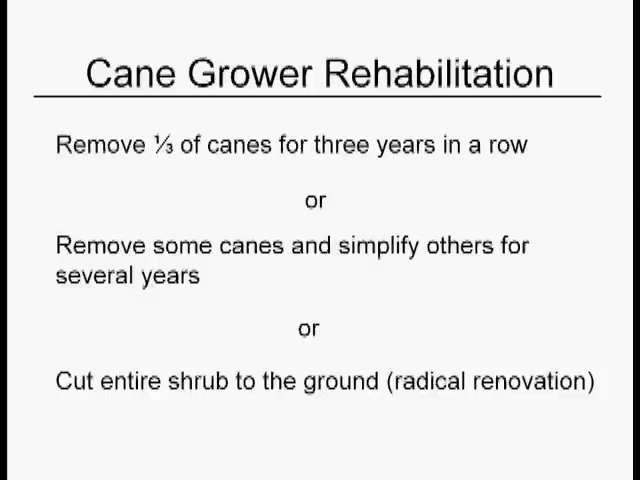 Cane Grower Rehabilitation
Remove ⅓ of canes for three years in a row
or
Remove some canes and simplify others for
several years
or
Cut entire shrub to the ground (radical renovation)